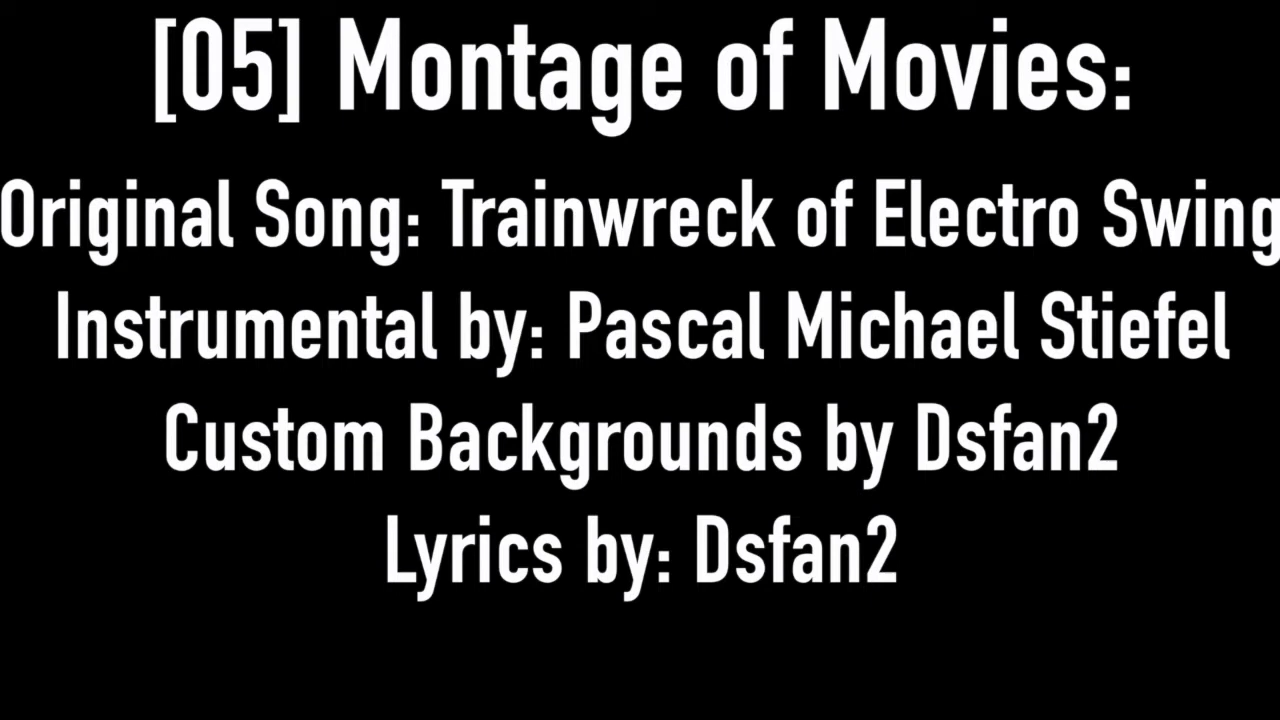 [05] Montage of Movies:
Original Song: Trainwreck of Electro Swing
Instrumental by: Pascal Michael Stiefel
Custom Backgrounds by Dsfan2
Lyrics by: Dsfan2